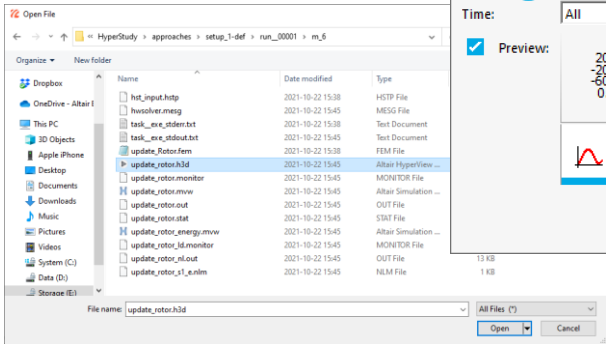 Open File
HyperStudy > approaches > setup_1-def > run__00001 > m_6
Organize New folder
Name Date modified Type
Dropbox
OneDrive - Altair E
This PC
3D Objects
Apple iPhone
Desktop
Documents
Downloads
Music
Pictures
Videos
System (C:)
Data (D:)
Storage (E:)
hst_input.hstp 2021-10-22 15:38 HSTP File
hwsolver.mesg 2021-10-22 15:45 MESG File
task__exe_stderr.txt 2021-10-22 15:38 Text Document
task__exe_stdout.txt 2021-10-22 15:45 Text Document
update_Rotor.fem 2021-10-22 15:38 FEM File
update_rotor.h3d 2021-10-22 15:45 Altair HyperView ...
update_rotor.monitor 2021-10-22 15:45 MONITOR File
update_rotor.mvw 2021-10-22 15:45 Altair Simulation ...
update_rotor.out 2021-10-22 15:45 OUT File
update_rotor.stat 2021-10-22 15:45 STAT File
update_rotor_energy.mvw 2021-10-22 15:45 Altair Simulation ...
update_rotor_ld.monitor 2021-10-22 15:45 MONITOR File
update_rotor_nl.out 2021-10-22 15:45 OUT File 13 KB
update_rotor_s1_e.nlm 2021-10-22 15:45 NLM File 1 KB
File name: update_rotor.h3d All Files (*)
Open Cancel
Time: All
Preview:
20
-20
-60
0